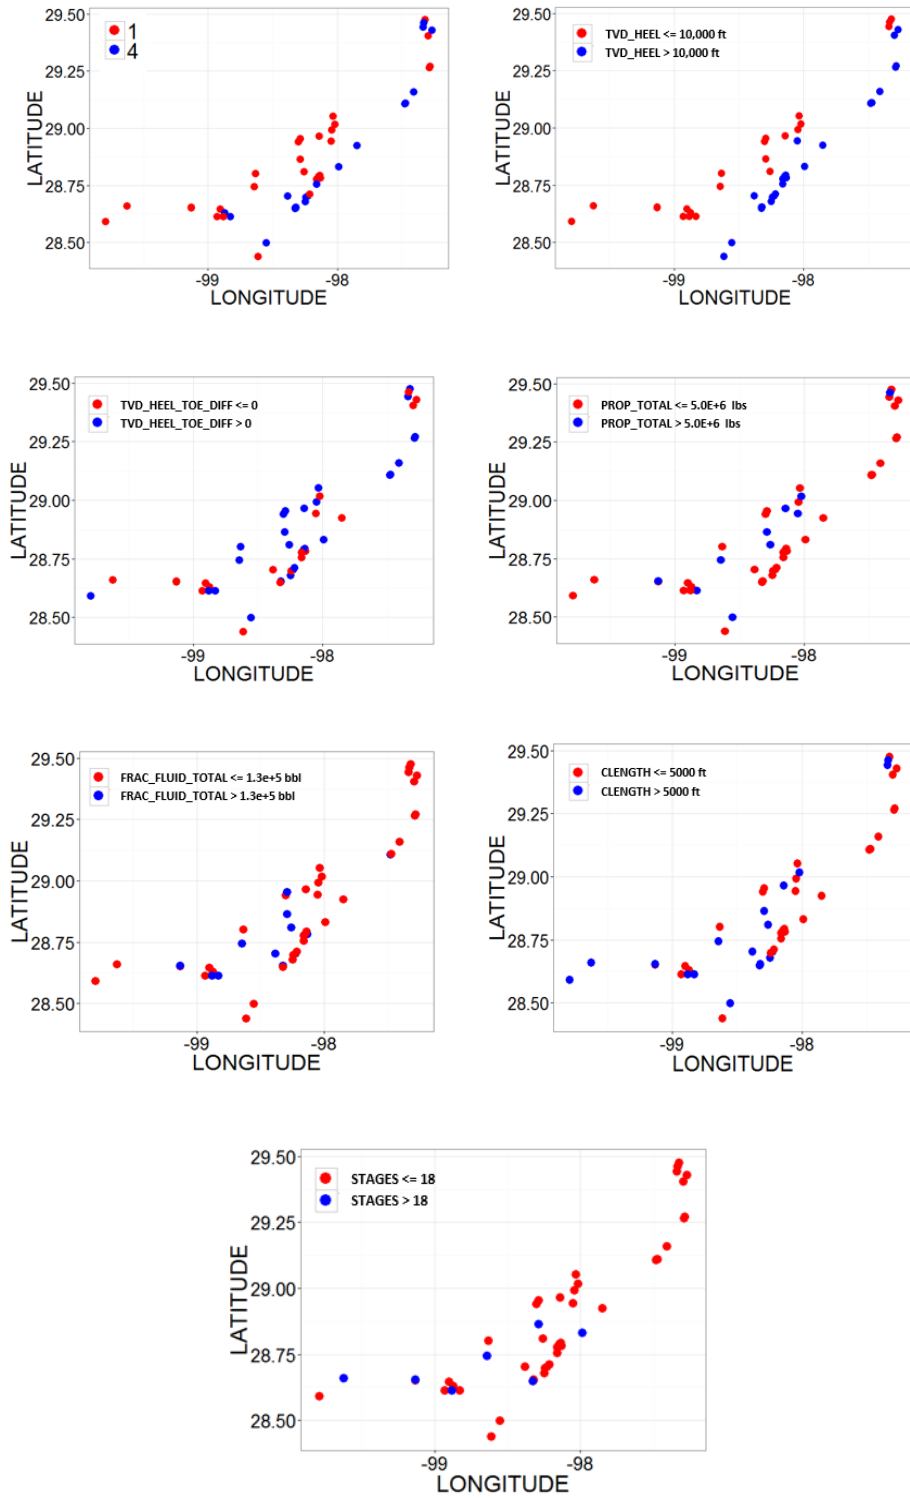 29.50
29.25
29.00
28.75
28.50
LATITUDE
1
4
-99
-98
LONGITUDE
29.50
29.25
29.00
28.75
28.50
LATITUDE
TVD_HEEL <= 10,000 ft
TVD_HEEL > 10,000 ft
-99
-98
LONGITUDE
29.50
29.25
29.00
28.75
28.50
LATITUDE
TVD_HEEL_TOE_DIFF <= 0
TVD_HEEL_TOE_DIFF > 0
-99
-98
LONGITUDE
29.50
29.25
29.00
28.75
28.50
LATITUDE
PROP_TOTAL <= 5.0E+6 lbs
PROP_TOTAL > 5.0E+6 lbs
-99
-98
LONGITUDE
29.50
29.25
29.00
28.75
28.50
LATITUDE
FRAC_FLUID_TOTAL <= 1.3e+5 bbl
FRAC_FLUID_TOTAL > 1.3e+5 bbl
-99
-98
LONGITUDE
29.50
29.25
29.00
28.75
28.50
LATITUDE
CLENGTH <= 5000 ft
CLENGTH > 5000 ft
-99
-98
LONGITUDE
29.50
29.25
29.00
28.75
28.50
LATITUDE
STAGES <= 18
STAGES > 18
-99
-98
LONGITUDE